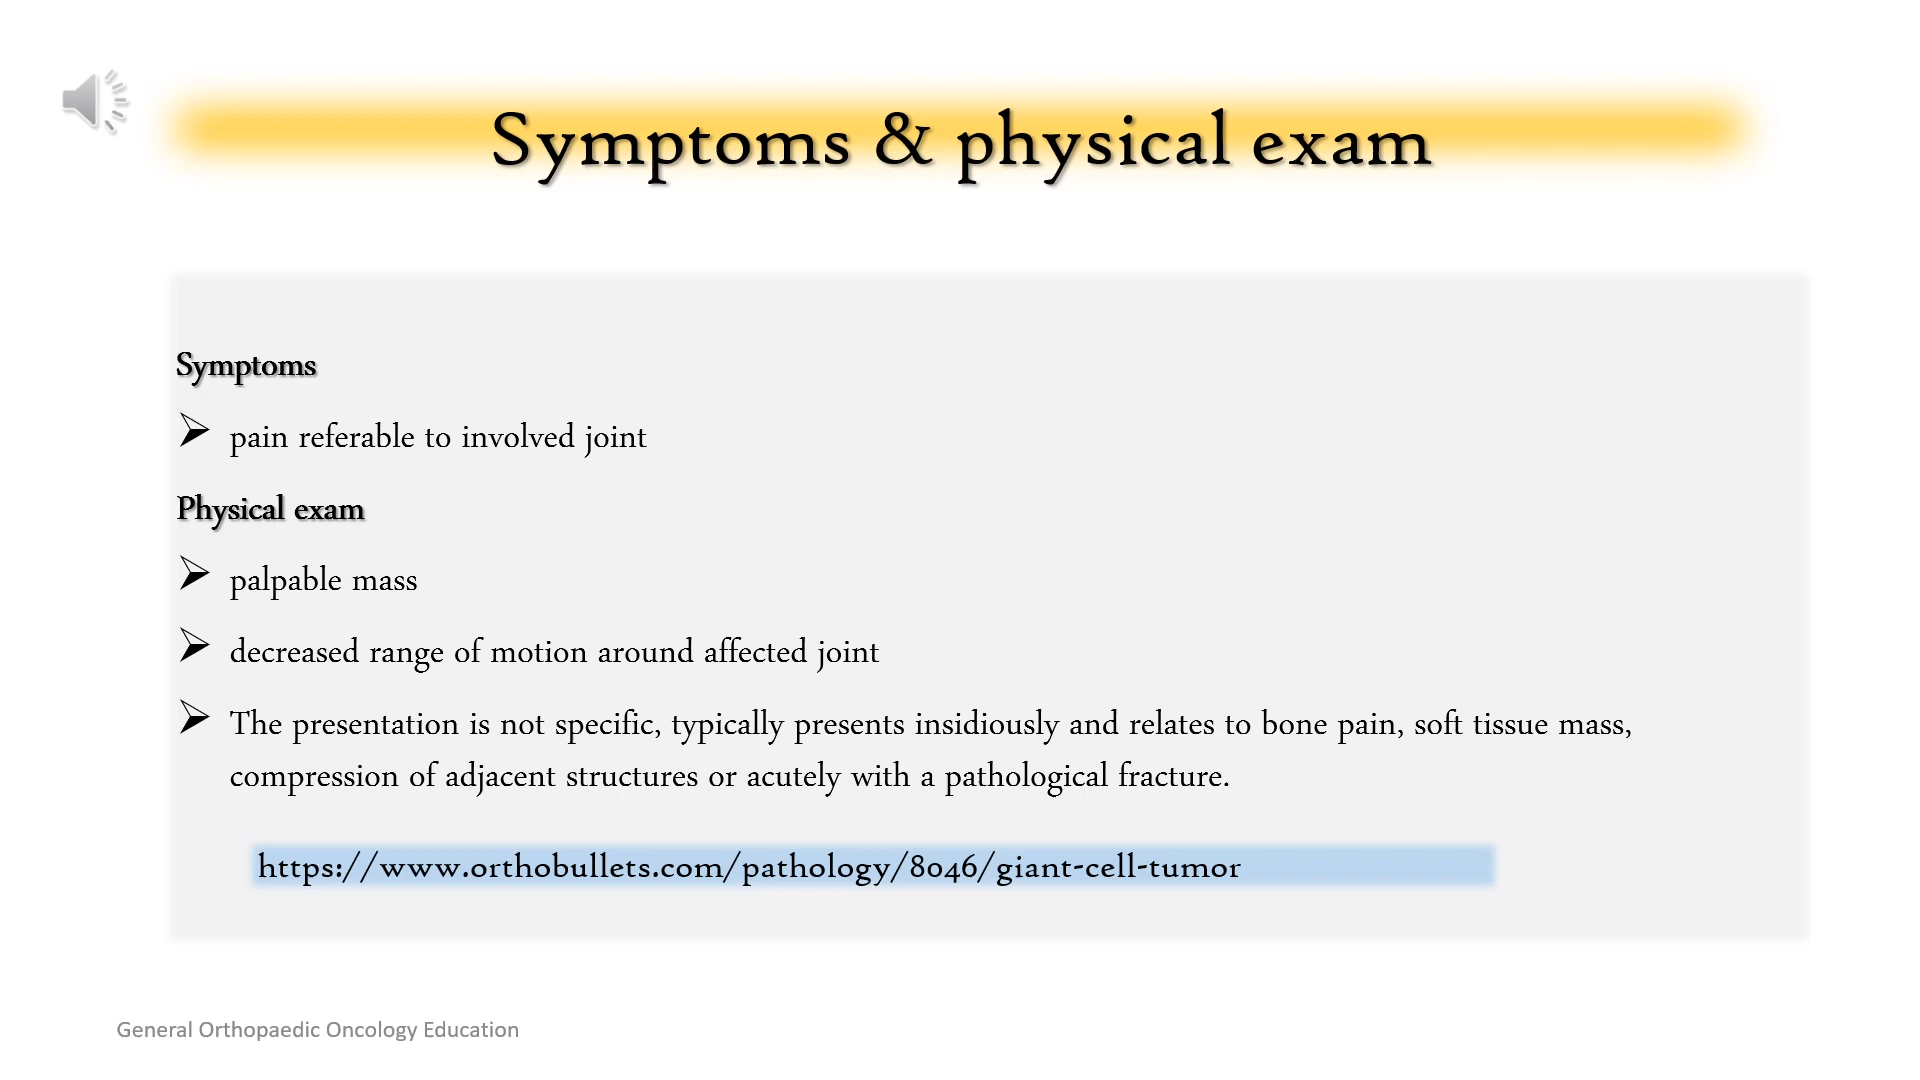 Symptoms & physical exam
Symptoms
pain referable to involved joint
Physical exam
palpable mass
decreased range of motion around affected joint
The presentation is not specific, typically presents insidiously and relates to bone pain, soft tissue mass,
compression of adjacent structures or acutely with a pathological fracture.
https://www.orthobullets.com/pathology/8046/giant-cell-tumor
General Orthopaedic Oncology Education